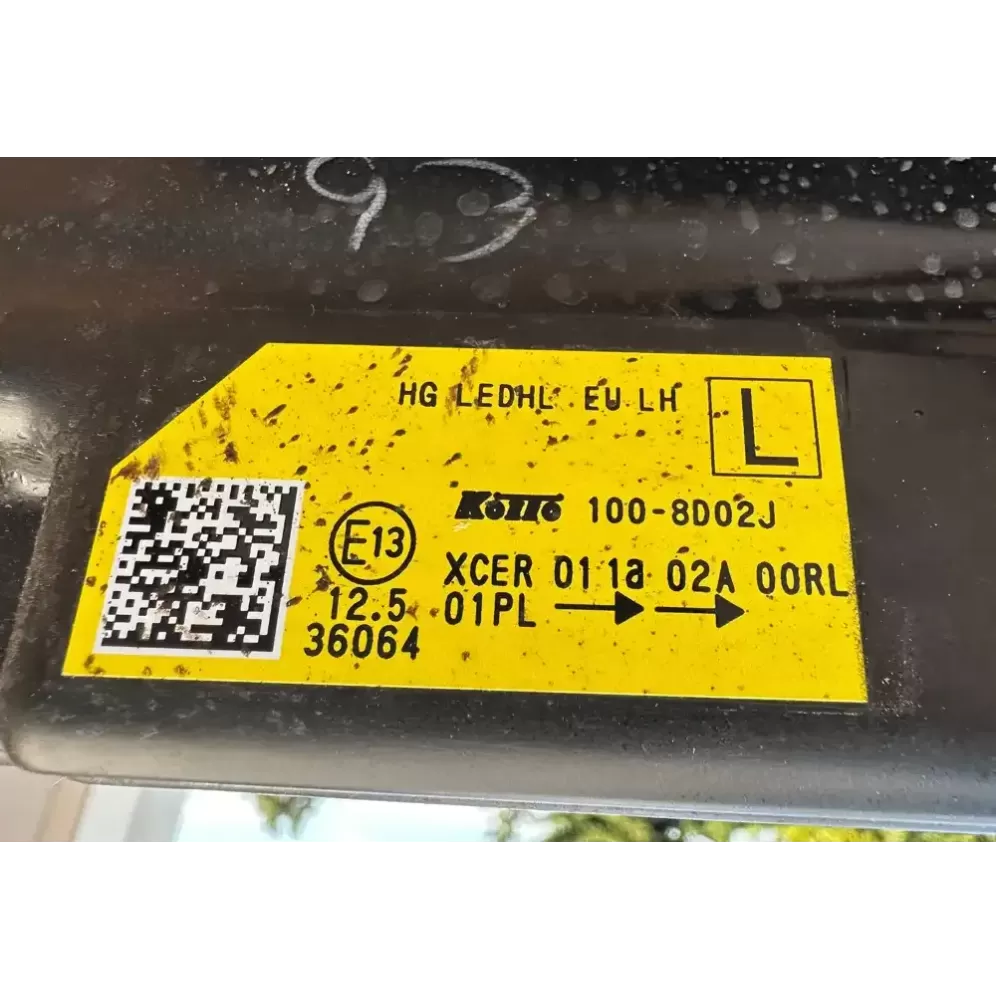 93
HG LEDHL EU LH
L
KOITO 100-8D02J
E13
XCER 01 1a 02A 00RL
12.5 01PL → →
36064